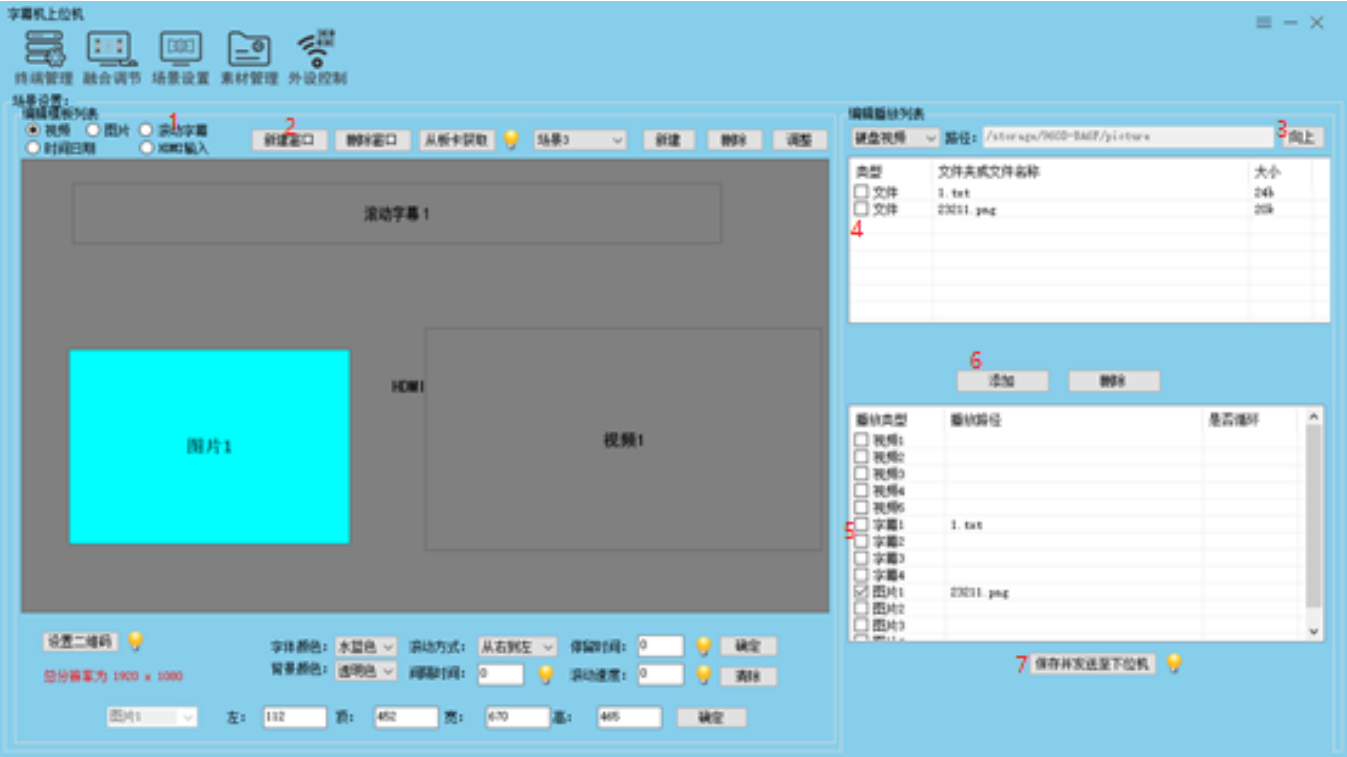 字幕机上位机
终端管理 融合调节 场景设置 素材管理 外设控制
场景设置:
编辑模板列表
1
视频 图片 滚动字幕
时间日期 HDMI输入
2
新建窗口 删除窗口 从板卡获取 场景3 新建 删除 调整
滚动字幕1
HDMI
图片1
视频1
设置二维码
总分辨率为 1920 x 1080
字体颜色: 水蓝色 滚动方式: 从右到左 停留时间: 0 确定
背景颜色: 透明色 间隔时间: 0 滚动速度: 0 清除
图片1 左: 112 顶: 452 宽: 670 高: 465 确定
编辑播放列表
3
硬盘视频 路径: /storage/960D-BA6F/picture 向上
类型 文件夹或文件名称 大小
文件 1.txt 24b
文件 23211.png 20k
4
6
添加 删除
播放类型 播放路径 是否循环
视频1
视频2
视频3
视频4
视频5
5
字幕1 1.txt
字幕2
字幕3
字幕4
图片1 23211.png
图片2
图片3
7
保存并发送至下位机